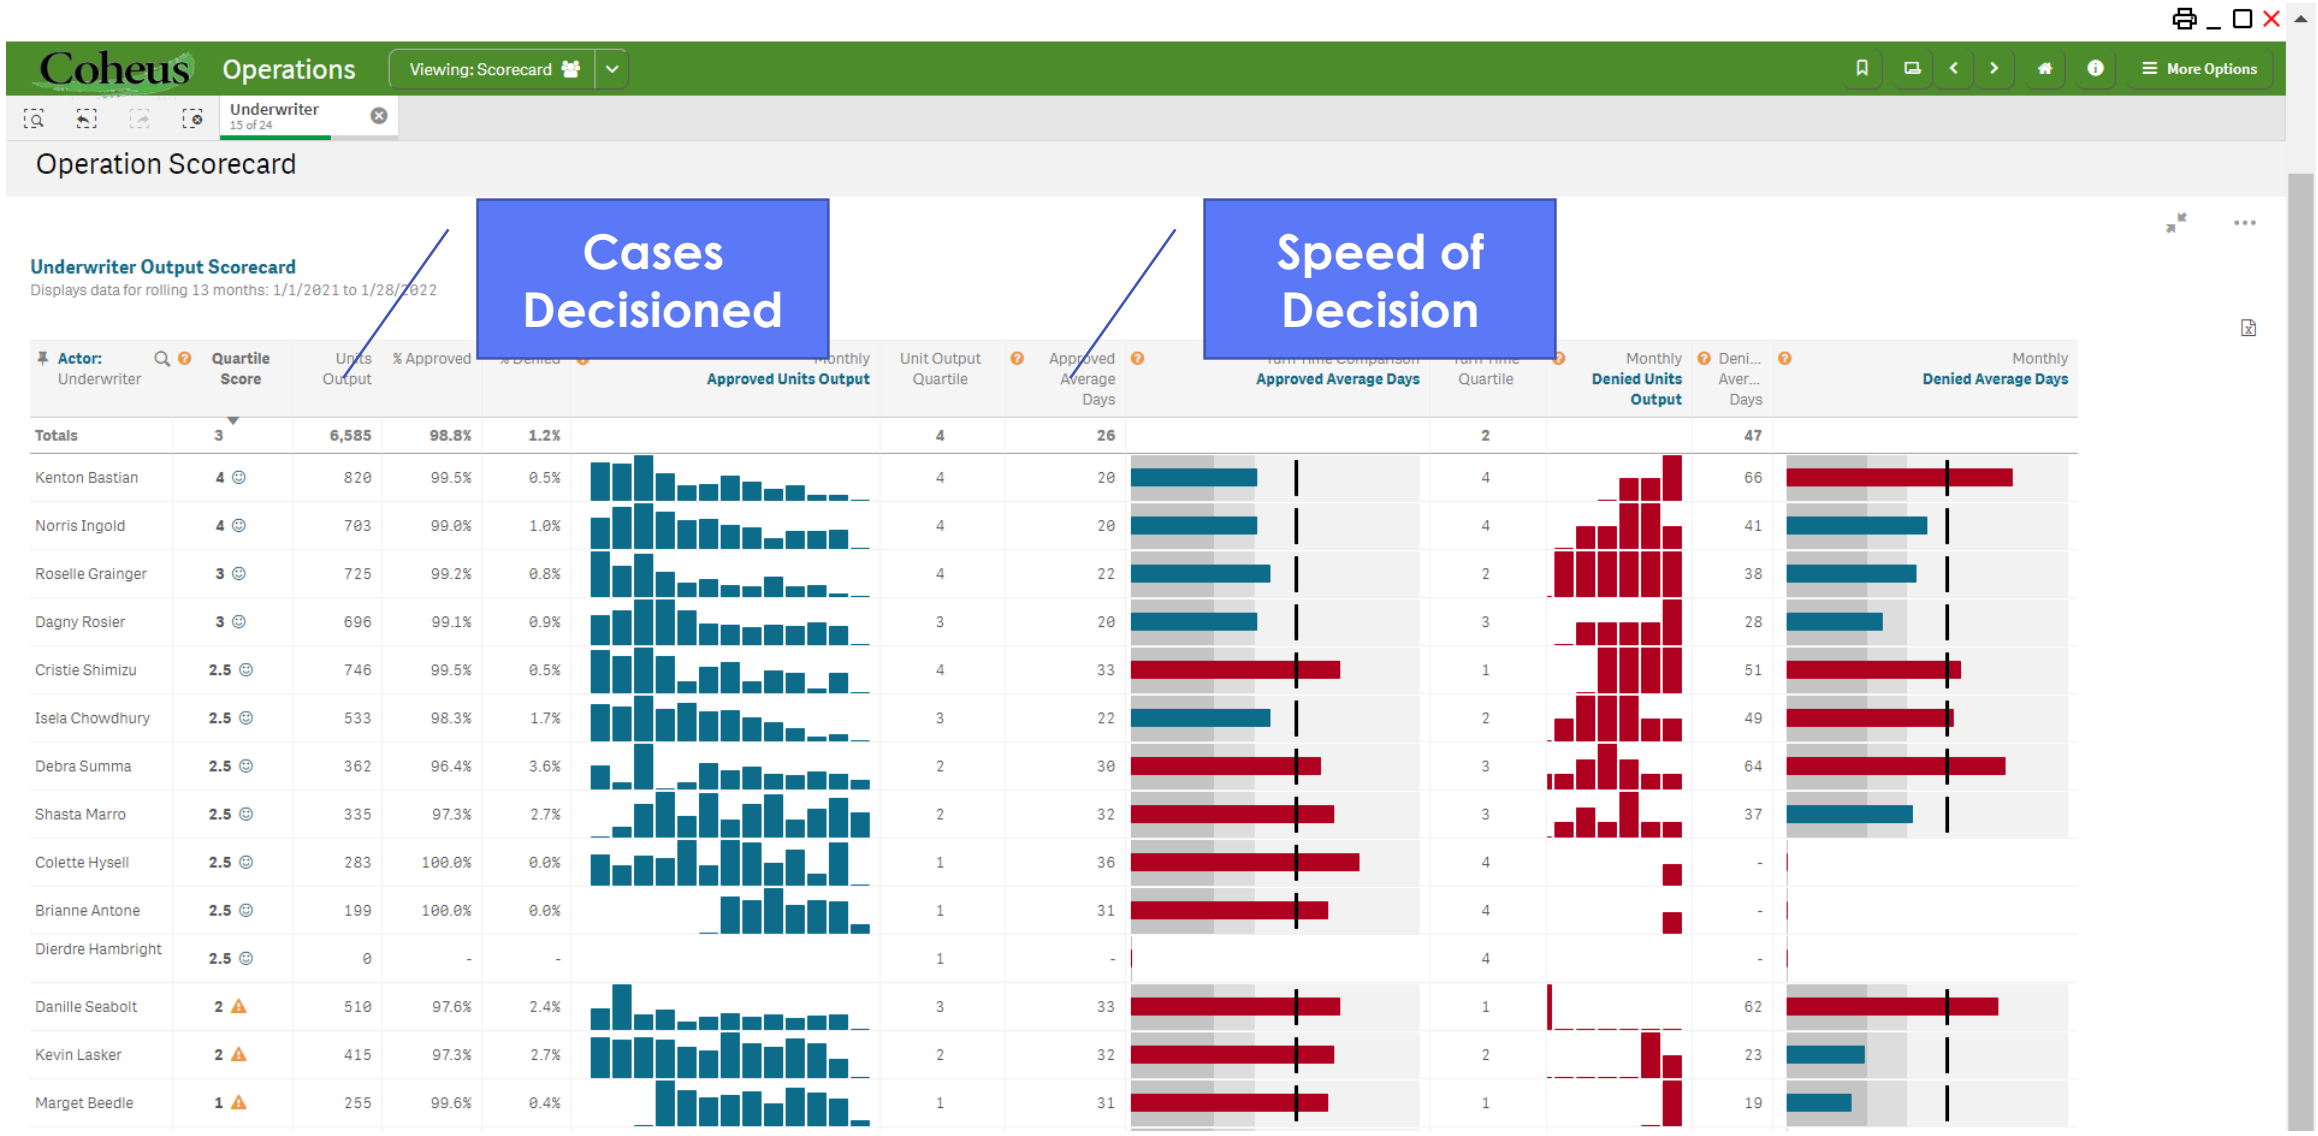 Coheus Operations Viewing: Scorecard More Options
Underwriter
15 of 24
Operation Scorecard
Cases
Decisioned
Speed of
Decision
Underwriter Output Scorecard
Displays data for rolling 13 months: 1/1/2021 to 1/28/2022
Actor: Quartile Units % Approved % Denied Monthly Unit Output Approved Turn Time Comparison Turn Time Monthly Deni... Monthly
Underwriter Score Output Approved Units Output Quartile Average Approved Average Days Quartile Denied Units Aver... Denied Average Days
Days Output Days
Totals 3 6,585 98.8% 1.2% 4 26 2 47
Kenton Bastian 4 820 99.5% 0.5% 4 20 4 66
Norris Ingold 4 703 99.0% 1.0% 4 20 4 41
Roselle Grainger 3 725 99.2% 0.8% 4 22 2 38
Dagny Rosier 3 696 99.1% 0.9% 3 20 3 28
Cristie Shimizu 2.5 746 99.5% 0.5% 4 33 1 51
Isela Chowdhury 2.5 533 98.3% 1.7% 3 22 2 49
Debra Summa 2.5 362 96.4% 3.6% 2 30 3 64
Shasta Marro 2.5 335 97.3% 2.7% 2 32 3 37
Colette Hysell 2.5 283 100.0% 0.0% 1 36 4 -
Brianne Antone 2.5 199 100.0% 0.0% 1 31 4 -
Dierdre Hambright 2.5 0 - - 1 - 4 -
Danille Seabolt 2 510 97.6% 2.4% 3 33 1 62
Kevin Lasker 2 415 97.3% 2.7% 2 32 2 23
Marget Beedle 1 255 99.6% 0.4% 1 31 1 19